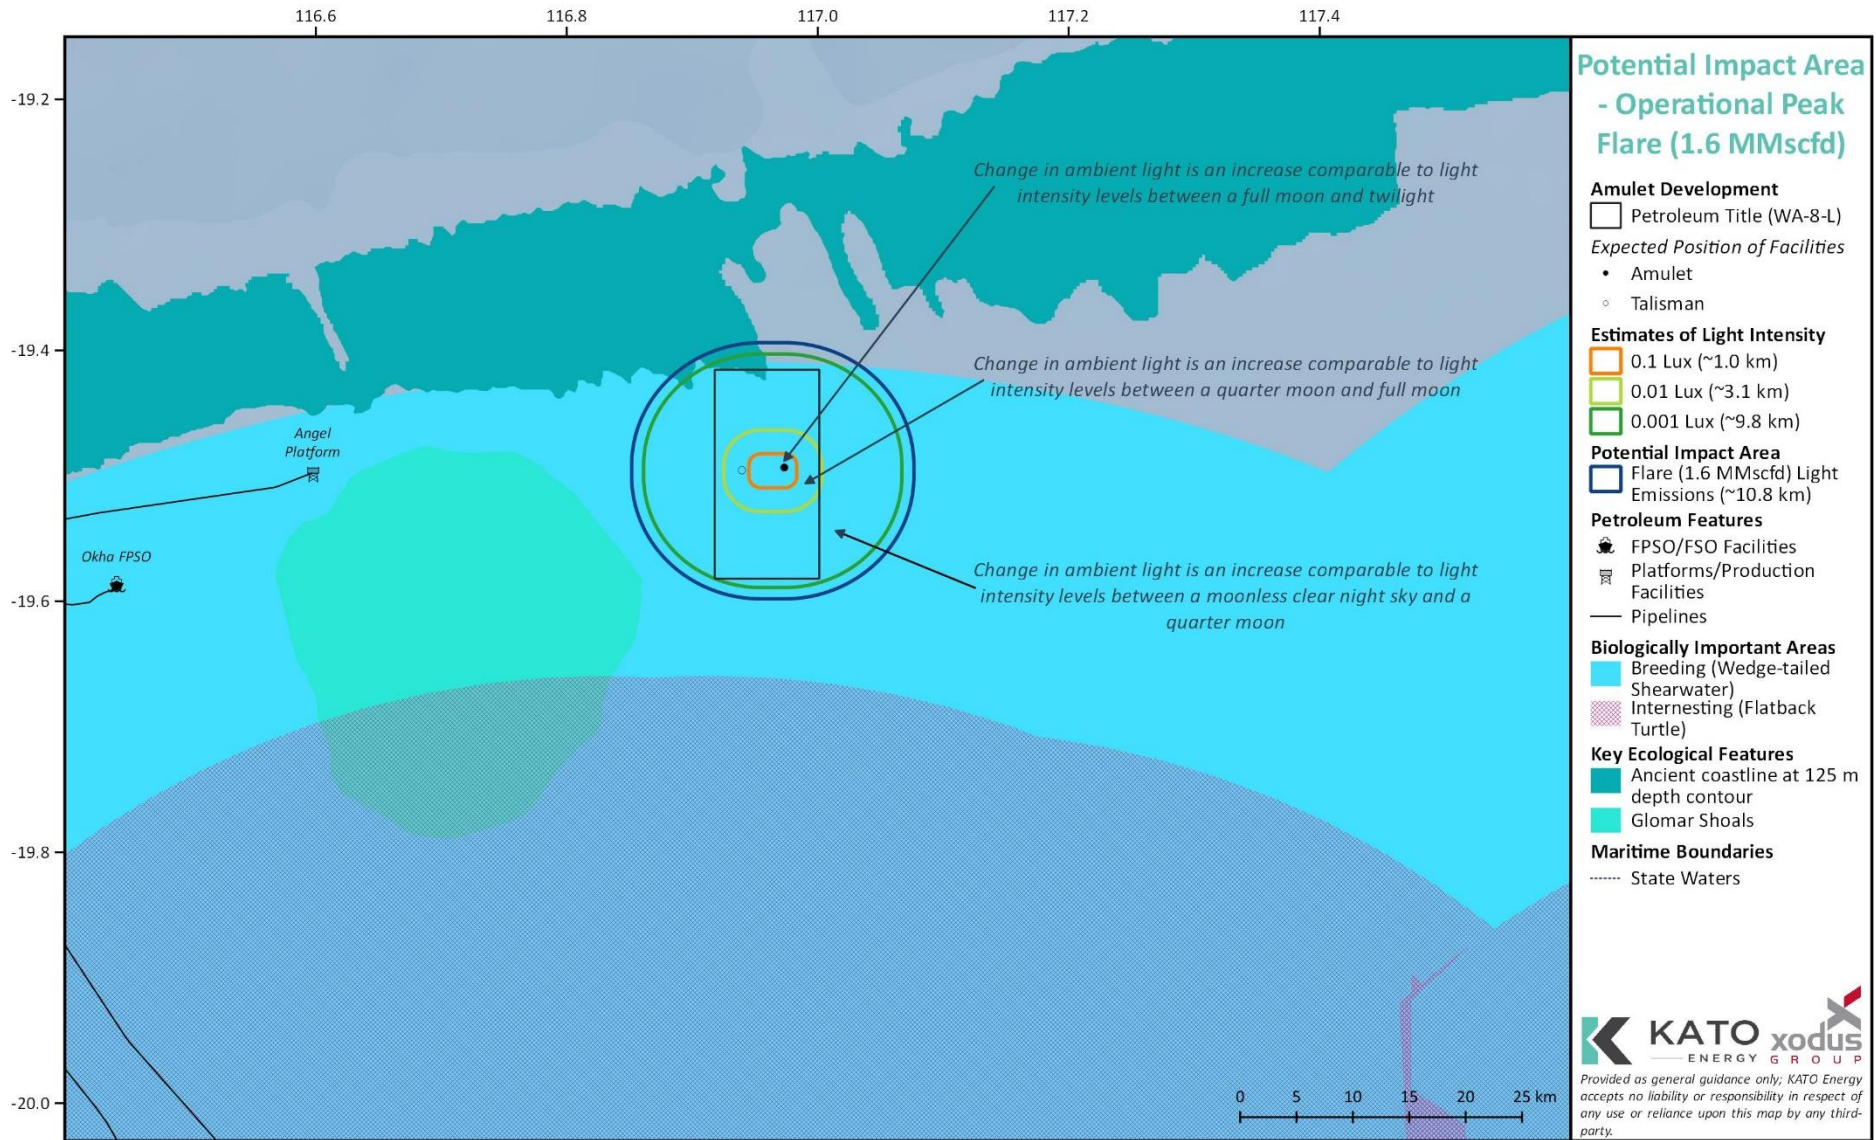 116.6
116.8
117.0
117.2
117.4
-19.2
-19.4
-19.6
-19.8
-20.0
Change in ambient light is an increase comparable to light
intensity levels between a full moon and twilight
Change in ambient light is an increase comparable to light
intensity levels between a quarter moon and full moon
Angel
Platform
Okha FPSO
Change in ambient light is an increase comparable to light
intensity levels between a moonless clear night sky and a
quarter moon
0 5 10 15 20 25 km
Potential Impact Area
- Operational Peak
Flare (1.6 MMscfd)
Amulet Development
Petroleum Title (WA-8-L)
Expected Position of Facilities
Amulet
Talisman
Estimates of Light Intensity
0.1 Lux (~1.0 km)
0.01 Lux (~3.1 km)
0.001 Lux (~9.8 km)
Potential Impact Area
Flare (1.6 MMscfd) Light
Emissions (~10.8 km)
Petroleum Features
FPSO/FSO Facilities
Platforms/Production
Facilities
Pipelines
Biologically Important Areas
Breeding (Wedge-tailed
Shearwater)
Internesting (Flatback
Turtle)
Key Ecological Features
Ancient coastline at 125 m
depth contour
Glomar Shoals
Maritime Boundaries
State Waters
KATO
ENERGY
xodus
GROUP
Provided as general guidance only; KATO Energy
accepts no liability or responsibility in respect of
any use or reliance upon this map by any third-
party.